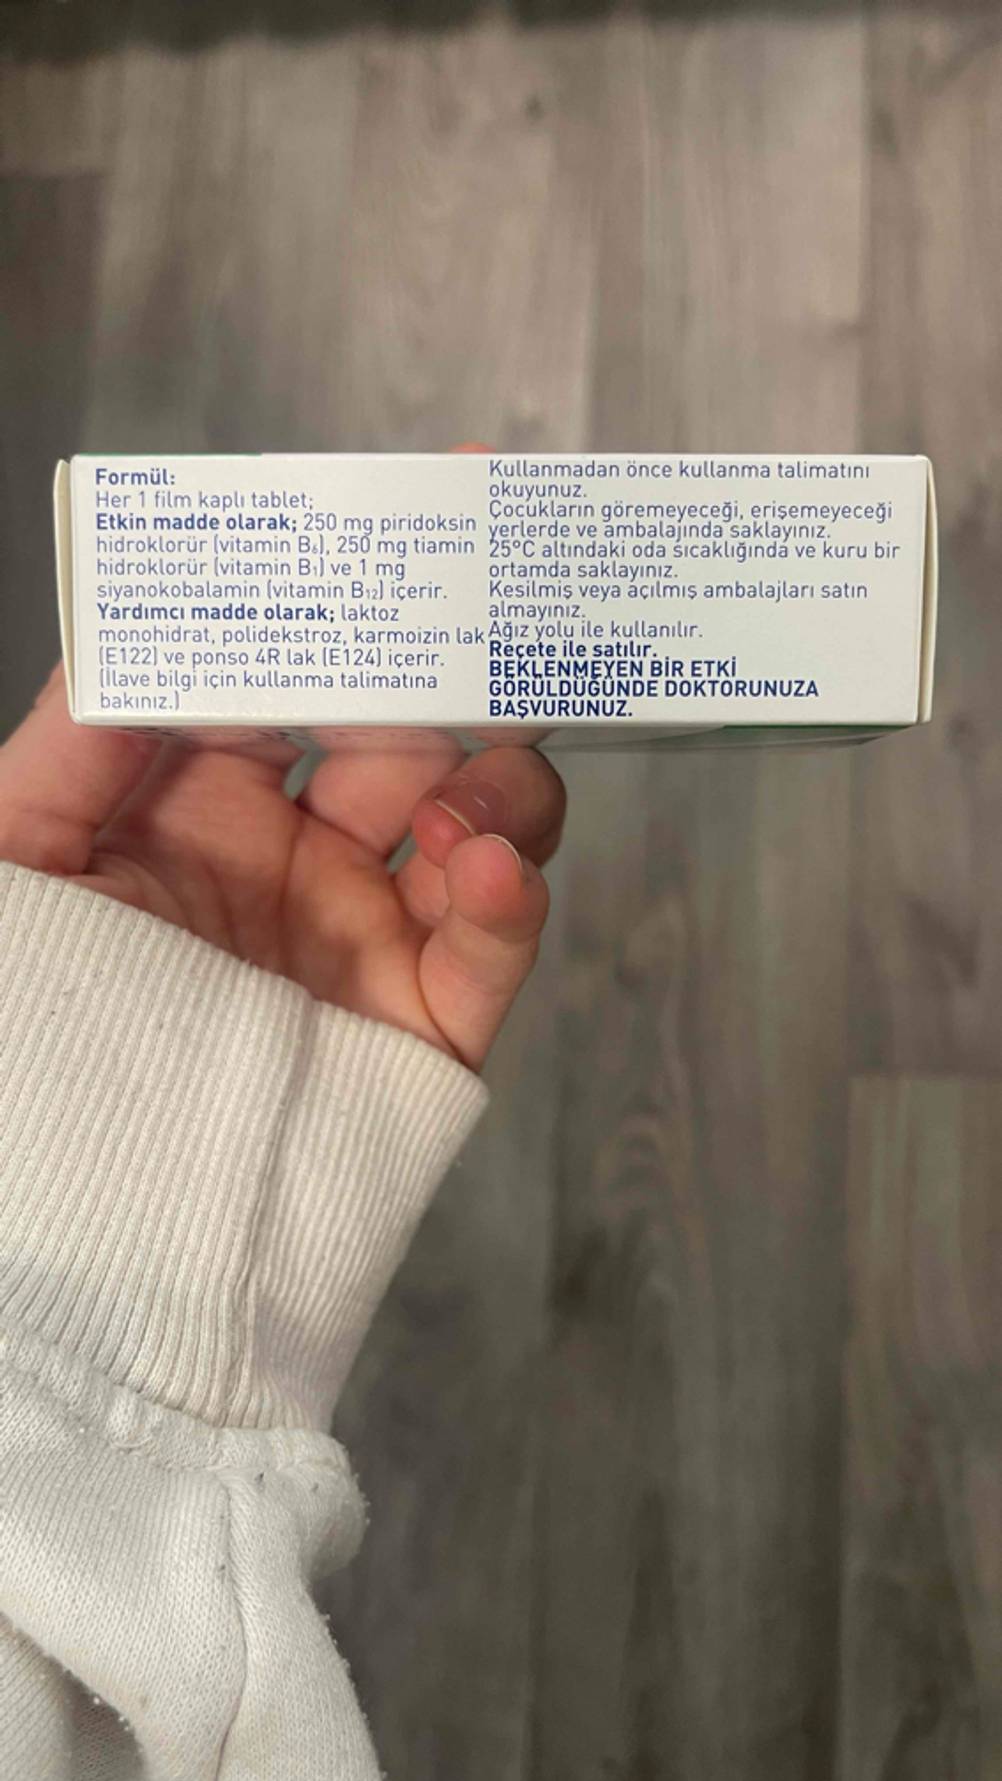 Formül:
Her 1 film kaplı tablet;
Etkin madde olarak; 250 mg piridoksin
hidroklorür (vitamin B₆), 250 mg tiamin
hidroklorür (vitamin B₁) ve 1 mg
siyanokobalamin (vitamin B₁₂) içerir.
Yardımcı madde olarak; laktoz
monohidrat, polidekstroz, karmoizin lak
(E122) ve ponso 4R lak (E124) içerir.
(İlave bilgi için kullanma talimatına
bakınız.)
Kullanmadan önce kullanma talimatını
okuyunuz.
Çocukların göremeyeceği, erişemeyeceği
yerlerde ve ambalajında saklayınız.
25°C altındaki oda sıcaklığında ve kuru bir
ortamda saklayınız.
Kesilmiş veya açılmış ambalajları satın
almayınız.
Ağız yolu ile kullanılır.
Reçete ile satılır.
BEKLENMEYEN BİR ETKİ
GÖRÜLDÜĞÜNDE DOKTORUNUZA
BAŞVURUNUZ.